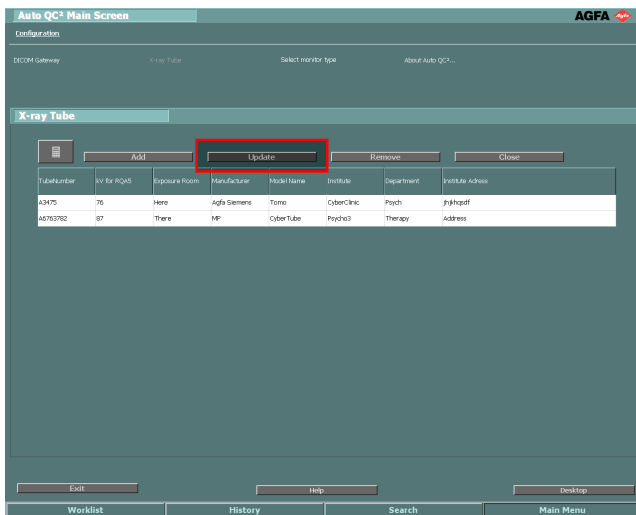 Auto QC² Main Screen
AGFA
Agfa
Configuration
DICOM Gateway X-ray Tube Select monitor type About Auto QC²...
X-ray Tube
Add Update Remove Close
TubeNumber kV for RQA5 Exposure Room Manufacturer Model Name Institute Department Institute Adress
A3475 76 Here Agfa Siemens Tomo CyberClinic Psych jhjkhqsdf
A6763782 87 There MP CyberTube Psycho3 Therapy Address
Exit Help Desktop
Worklist History Search Main Menu